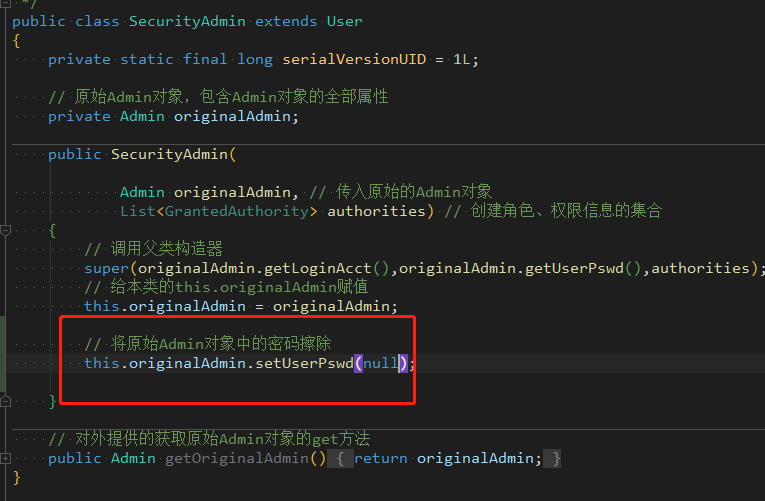 */
public class SecurityAdmin extends User
{
private static final long serialVersionUID = 1L;
// 原始Admin对象，包含Admin对象的全部属性
private Admin originalAdmin;
public SecurityAdmin(
Admin originalAdmin, // 传入原始的Admin对象
List<GrantedAuthority> authorities) // 创建角色、权限信息的集合
{
// 调用父类构造器
super(originalAdmin.getLoginAcct(),originalAdmin.getUserPswd(),authorities);
// 给本类的this.originalAdmin赋值
this.originalAdmin = originalAdmin;
// 将原始Admin对象中的密码擦除
this.originalAdmin.setUserPswd(null);
}
// 对外提供的获取原始Admin对象的get方法
public Admin getOriginalAdmin() { return originalAdmin; }
}